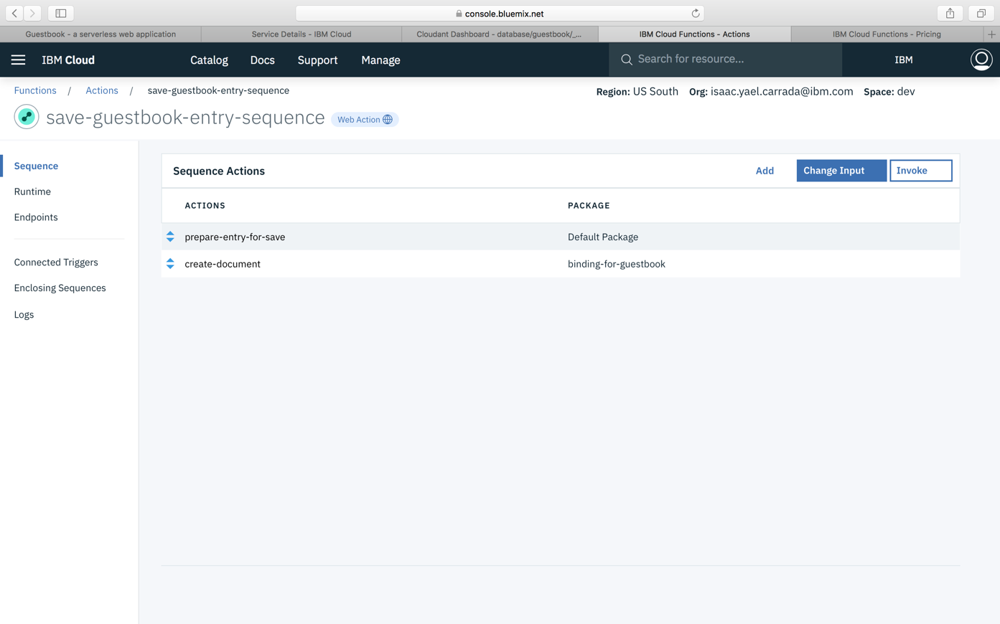 console.bluemix.net
Guestbook - a serverless web application
Service Details - IBM Cloud
Cloudant Dashboard - database/guestbook/_...
IBM Cloud Functions - Actions
IBM Cloud Functions - Pricing
IBM Cloud
Catalog
Docs
Support
Manage
Search for resource...
IBM
Functions / Actions / save-guestbook-entry-sequence
Region: US South Org: isaac.yael.carrada@ibm.com Space: dev
save-guestbook-entry-sequence
Web Action
Sequence
Runtime
Endpoints
Connected Triggers
Enclosing Sequences
Logs
Sequence Actions
Add
Change Input
Invoke
ACTIONS PACKAGE
prepare-entry-for-save Default Package
create-document binding-for-guestbook